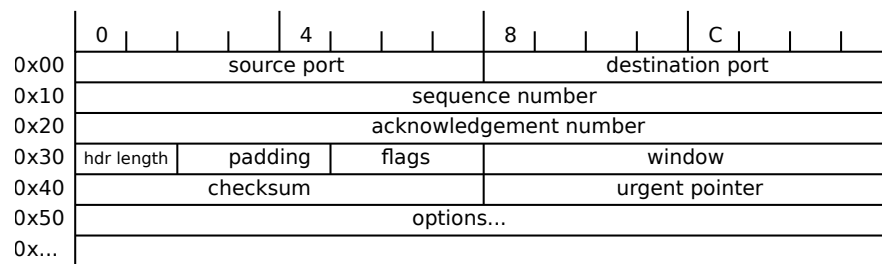 0 4 8 C
0x00 source port destination port
0x10 sequence number
0x20 acknowledgement number
0x30 hdr length padding flags window
0x40 checksum urgent pointer
0x50 options...
0x...